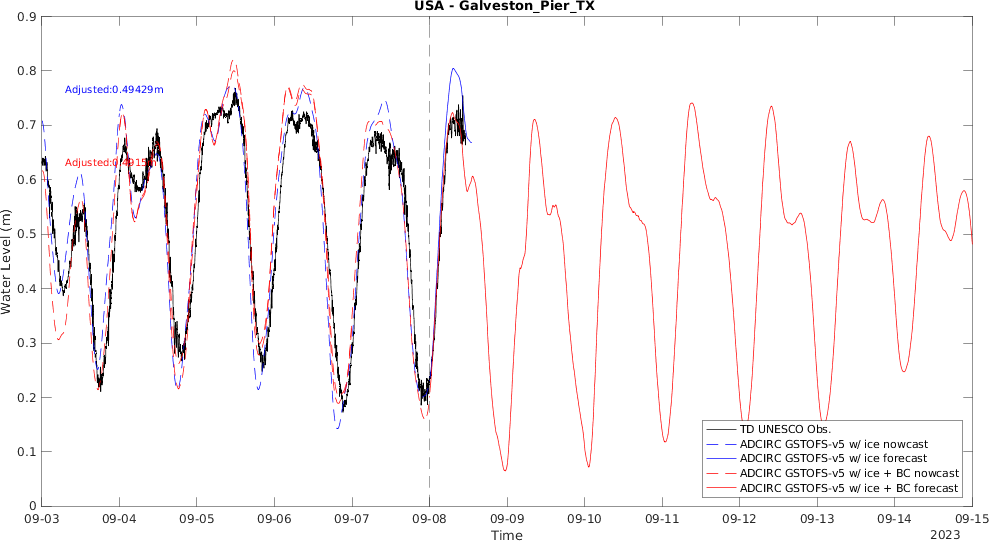 USA - Galveston_Pier_TX
0.9
0.8
0.7
0.6
0.5
0.4
0.3
0.2
0.1
0
Water Level (m)
Adjusted:0.49429m
TD UNESCO Obs.
ADCIRC GSTOFS-v5 w/ ice nowcast
ADCIRC GSTOFS-v5 w/ ice forecast
ADCIRC GSTOFS-v5 w/ ice + BC nowcast
ADCIRC GSTOFS-v5 w/ ice + BC forecast
09-03 09-04 09-05 09-06 09-07 09-08 09-09 09-10 09-11 09-12 09-13 09-14 09-15
Time
2023